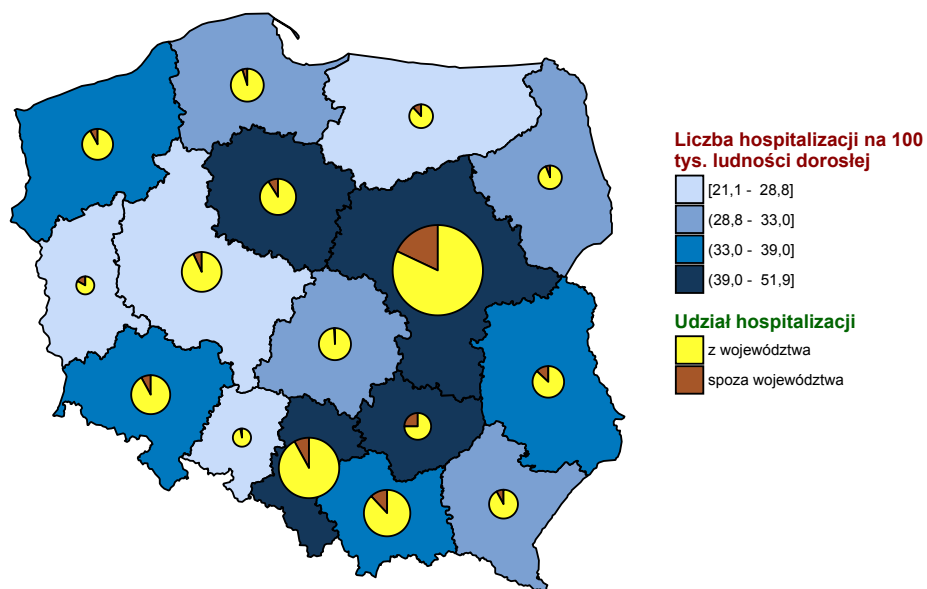 Liczba hospitalizacji na 100
tys. ludności dorosłej
[21,1 - 28,8]
(28,8 - 33,0]
(33,0 - 39,0]
(39,0 - 51,9]
Udział hospitalizacji
z województwa
spoza województwa